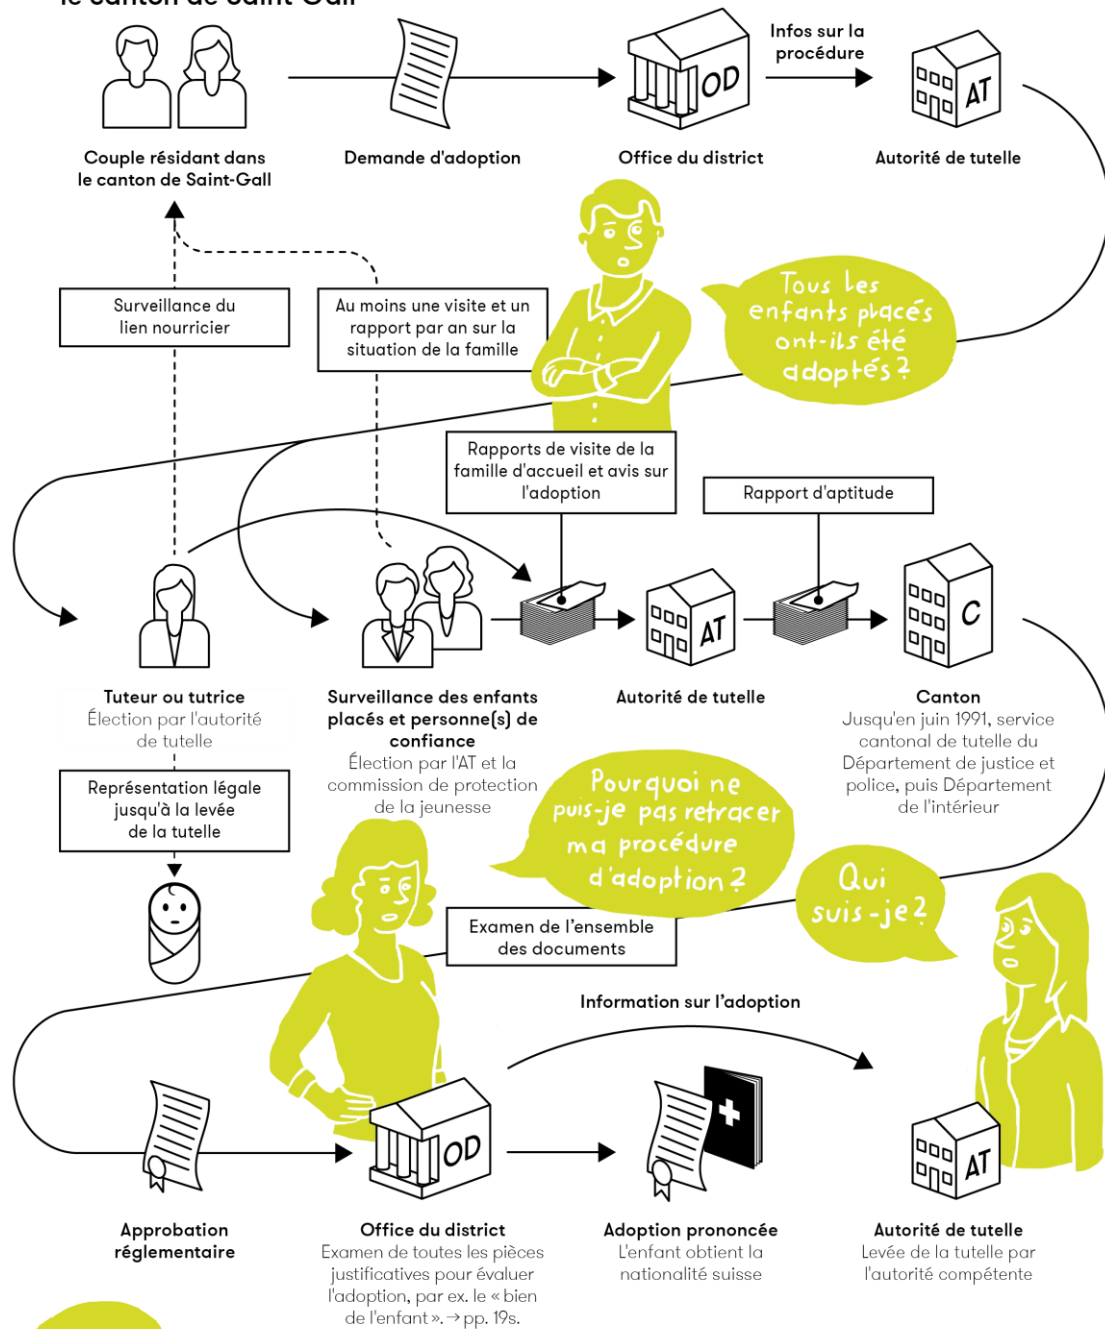 le canton de Saint-Gall
OD
Infos sur la
procédure
AT
Couple résidant dans
le canton de Saint-Gall
Demande d'adoption
Office du district
Autorité de tutelle
Surveillance du
lien nourricier
Au moins une visite et un
rapport par an sur la
situation de la famille
Tous les
enfants placés
ont-ils été
adoptés ?
Rapports de visite de la
famille d'accueil et avis sur
l'adoption
Rapport d'aptitude
AT
C
Tuteur ou tutrice
Élection par l'autorité
de tutelle
Surveillance des enfants
placés et personne(s) de
confiance
Élection par l'AT et la
commission de protection
de la jeunesse
Autorité de tutelle
Canton
Jusqu'en juin 1991, service
cantonal de tutelle du
Département de justice et
police, puis Département
de l'intérieur
Représentation légale
jusqu'à la levée
de la tutelle
Pourquoi ne
puis-je pas retracer
ma procédure
d'adoption ?
Qui
suis-je ?
Examen de l'ensemble
des documents
Information sur l'adoption
OD
AT
Approbation
réglementaire
Office du district
Examen de toutes les pièces
justificatives pour évaluer
l'adoption, par ex. le « bien
de l'enfant ». → pp. 19s.
Adoption prononcée
L'enfant obtient la
nationalité suisse
Autorité de tutelle
Levée de la tutelle par
l'autorité compétente